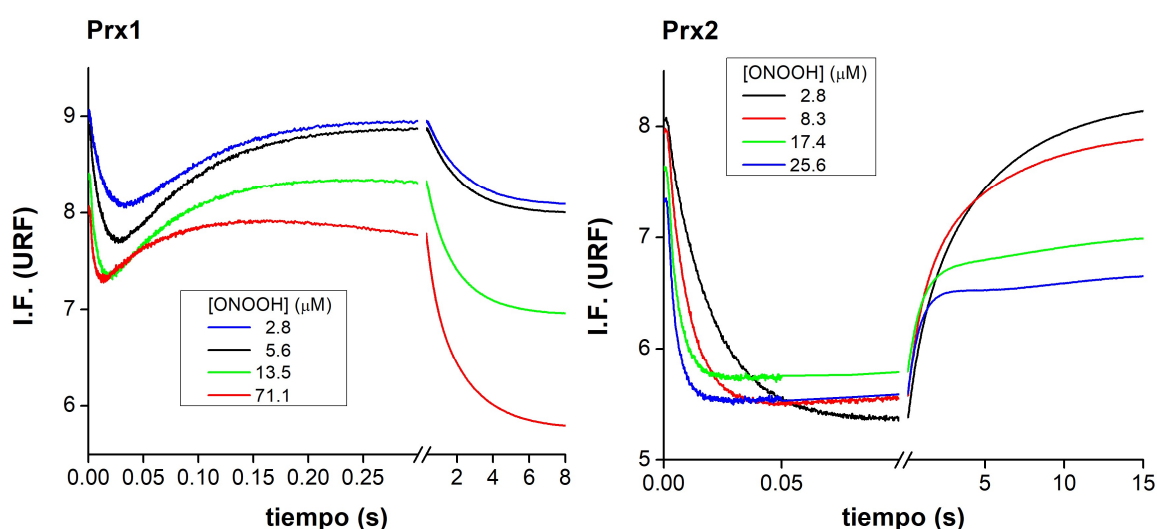 Prx1
I.F. (URF)
9
8
7
6
[ONOOH] (μM)
2.8
5.6
13.5
71.1
0.00 0.05 0.10 0.15 0.20 0.25 2 4 6 8
tiempo (s)
Prx2
I.F. (URF)
8
7
6
5
[ONOOH] (μM)
2.8
8.3
17.4
25.6
0.00 0.05 5 10 15
tiempo (s)